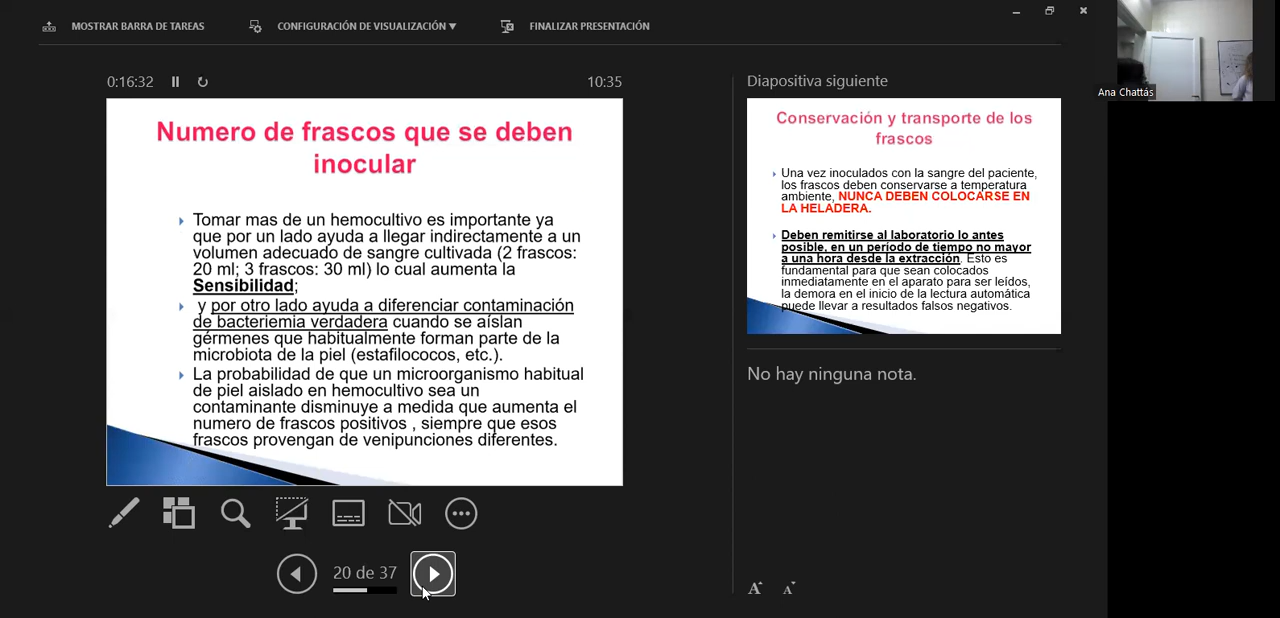 MOSTRAR BARRA DE TAREAS
CONFIGURACIÓN DE VISUALIZACIÓN ▼
FINALIZAR PRESENTACIÓN
0:16:32
10:35
Numero de frascos que se deben
inocular
Tomar mas de un hemocultivo es importante ya
que por un lado ayuda a llegar indirectamente a un
volumen adecuado de sangre cultivada (2 frascos:
20 ml; 3 frascos: 30 ml) lo cual aumenta la
Sensibilidad;
y por otro lado ayuda a diferenciar contaminación
de bacteriemia verdadera cuando se aíslan
gérmenes que habitualmente forman parte de la
microbiota de la piel (estafilococos, etc.).
La probabilidad de que un microorganismo habitual
de piel aislado en hemocultivo sea un
contaminante disminuye a medida que aumenta el
numero de frascos positivos , siempre que esos
frascos provengan de venipunciones diferentes.
20 de 37
Diapositiva siguiente
Conservación y transporte de los
frascos
Una vez inoculados con la sangre del paciente,
los frascos deben conservarse a temperatura
ambiente, NUNCA DEBEN COLOCARSE EN
LA HELADERA.
Deben remitirse al laboratorio lo antes
posible, en un período de tiempo no mayor
a una hora desde la extracción. Esto es
fundamental para que sean colocados
inmediatamente en el aparato para ser leídos,
la demora en el inicio de la lectura automática
puede llevar a resultados falsos negativos.
No hay ninguna nota.
A A
Ana Chattás